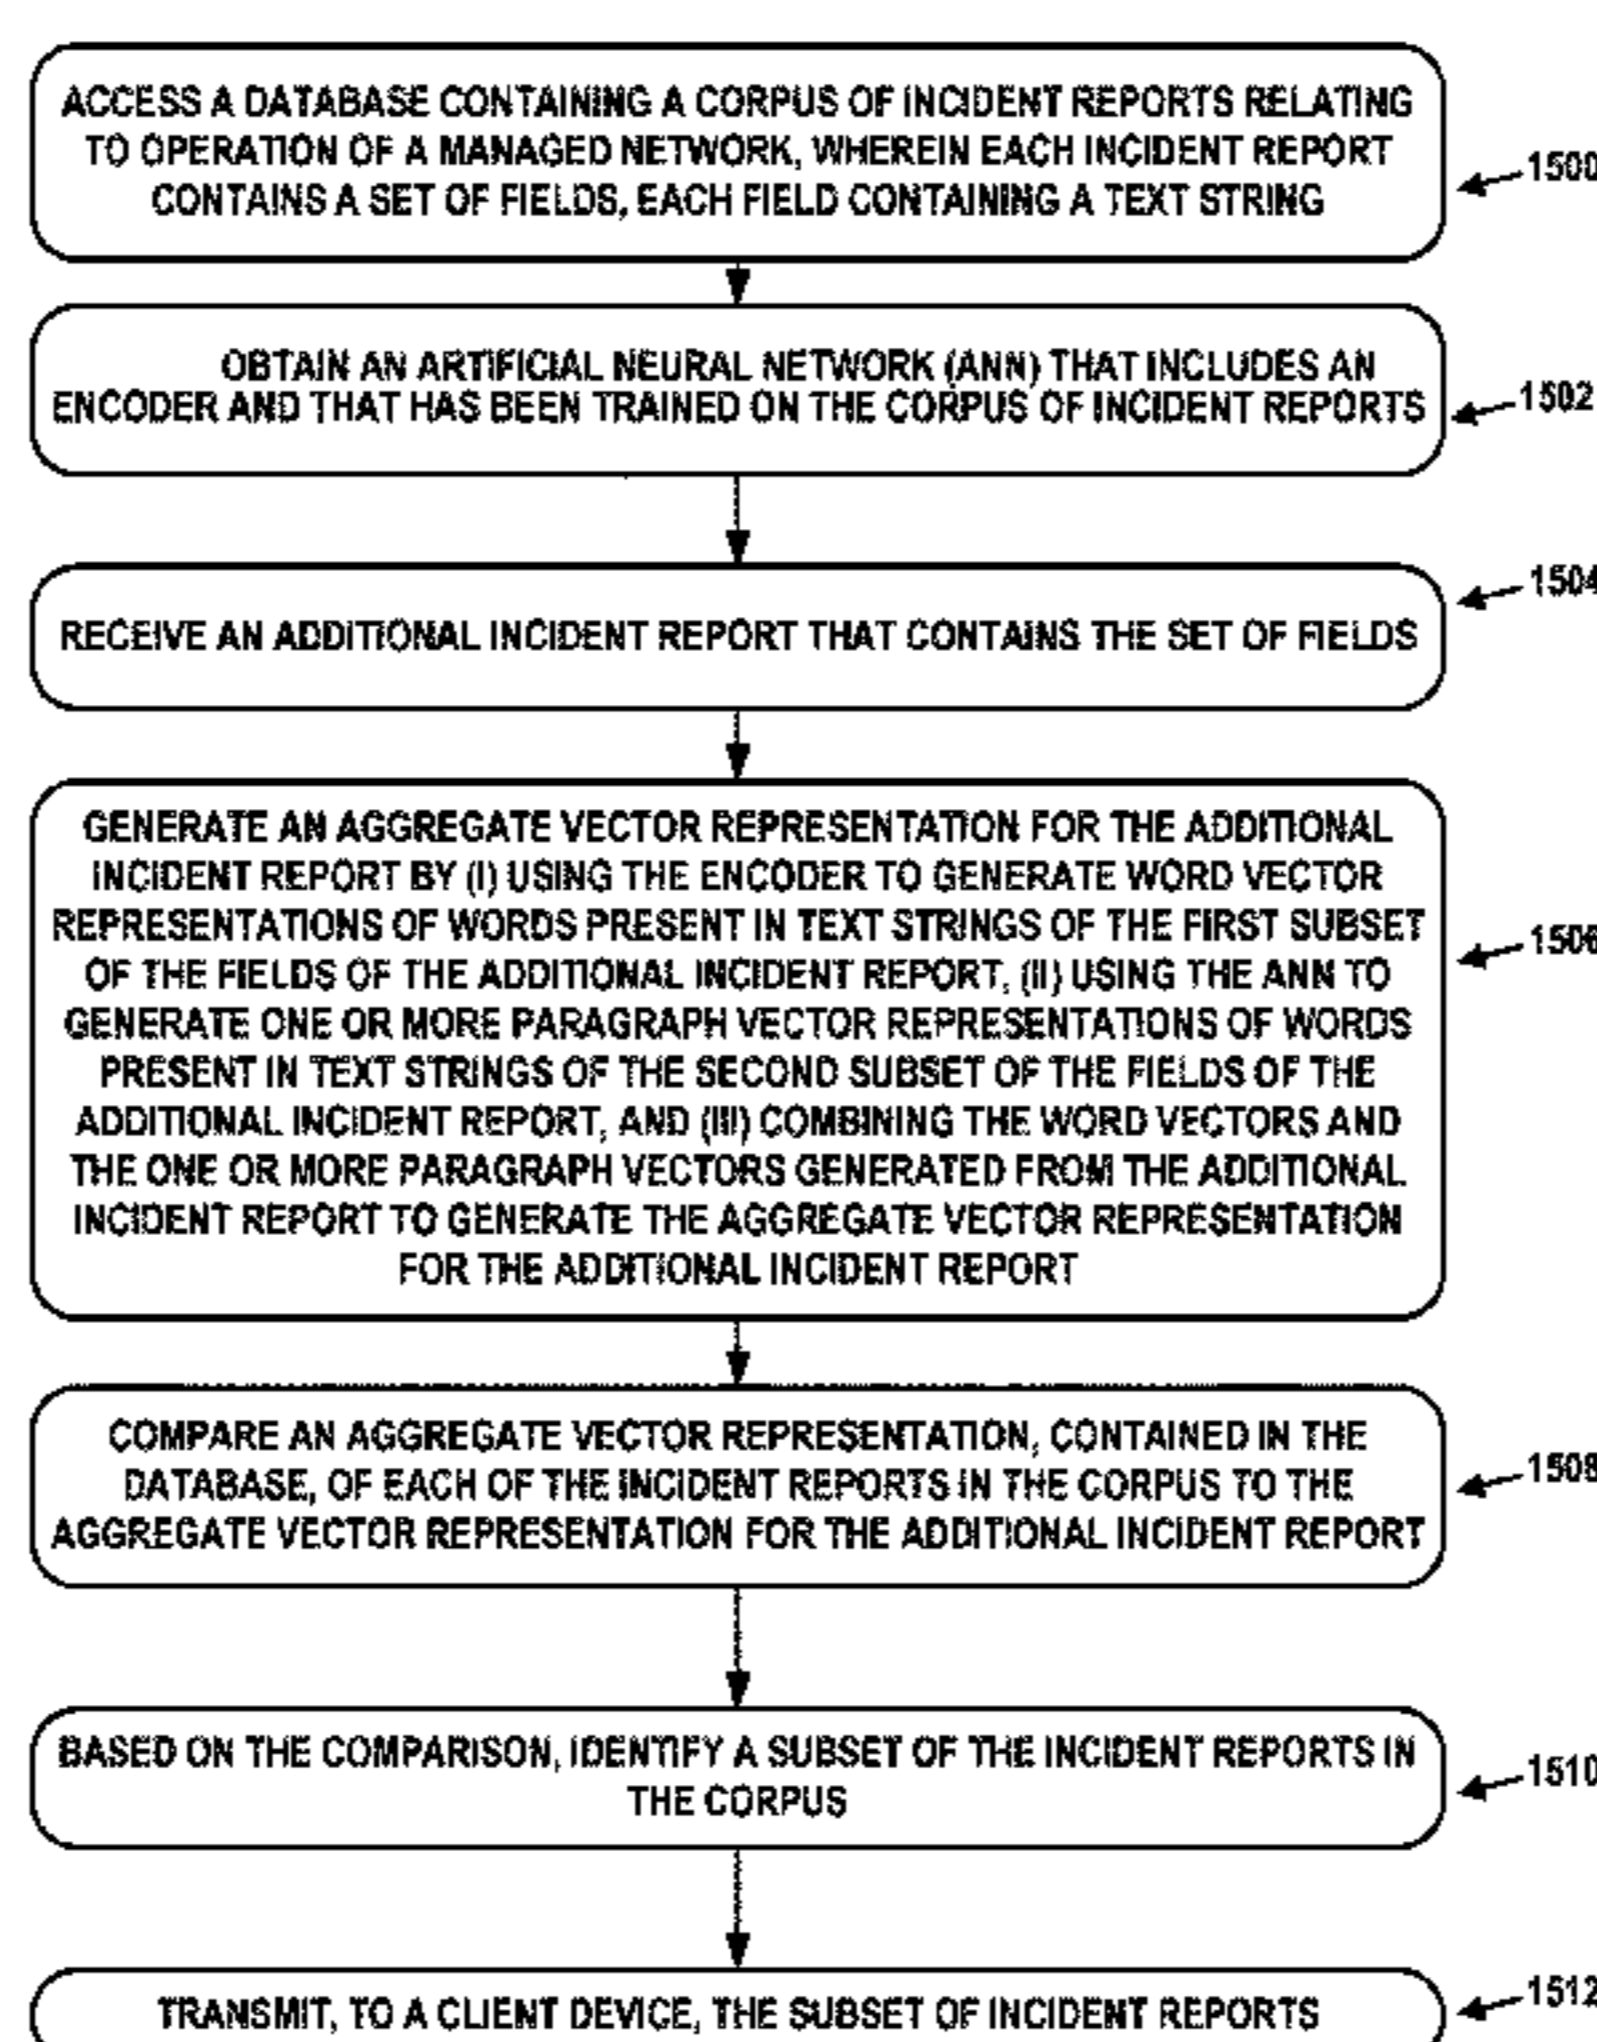 ACCESS A DATABASE CONTAINING A CORPUS OF INCIDENT REPORTS RELATING
TO OPERATION OF A MANAGED NETWORK, WHEREIN EACH INCIDENT REPORT
CONTAINS A SET OF FIELDS, EACH FIELD CONTAINING A TEXT STRING
1500
OBTAIN AN ARTIFICIAL NEURAL NETWORK (ANN) THAT INCLUDES AN
ENCODER AND THAT HAS BEEN TRAINED ON THE CORPUS OF INCIDENT REPORTS
1502
RECEIVE AN ADDITIONAL INCIDENT REPORT THAT CONTAINS THE SET OF FIELDS
1504
GENERATE AN AGGREGATE VECTOR REPRESENTATION FOR THE ADDITIONAL
INCIDENT REPORT BY (I) USING THE ENCODER TO GENERATE WORD VECTOR
REPRESENTATIONS OF WORDS PRESENT IN TEXT STRINGS OF THE FIRST SUBSET
OF THE FIELDS OF THE ADDITIONAL INCIDENT REPORT, (II) USING THE ANN TO
GENERATE ONE OR MORE PARAGRAPH VECTOR REPRESENTATIONS OF WORDS
PRESENT IN TEXT STRINGS OF THE SECOND SUBSET OF THE FIELDS OF THE
ADDITIONAL INCIDENT REPORT, AND (III) COMBINING THE WORD VECTORS AND
THE ONE OR MORE PARAGRAPH VECTORS GENERATED FROM THE ADDITIONAL
INCIDENT REPORT TO GENERATE THE AGGREGATE VECTOR REPRESENTATION
FOR THE ADDITIONAL INCIDENT REPORT
1506
COMPARE AN AGGREGATE VECTOR REPRESENTATION, CONTAINED IN THE
DATABASE, OF EACH OF THE INCIDENT REPORTS IN THE CORPUS TO THE
AGGREGATE VECTOR REPRESENTATION FOR THE ADDITIONAL INCIDENT REPORT
1508
BASED ON THE COMPARISON, IDENTIFY A SUBSET OF THE INCIDENT REPORTS IN
THE CORPUS
1510
TRANSMIT, TO A CLIENT DEVICE, THE SUBSET OF INCIDENT REPORTS
1512